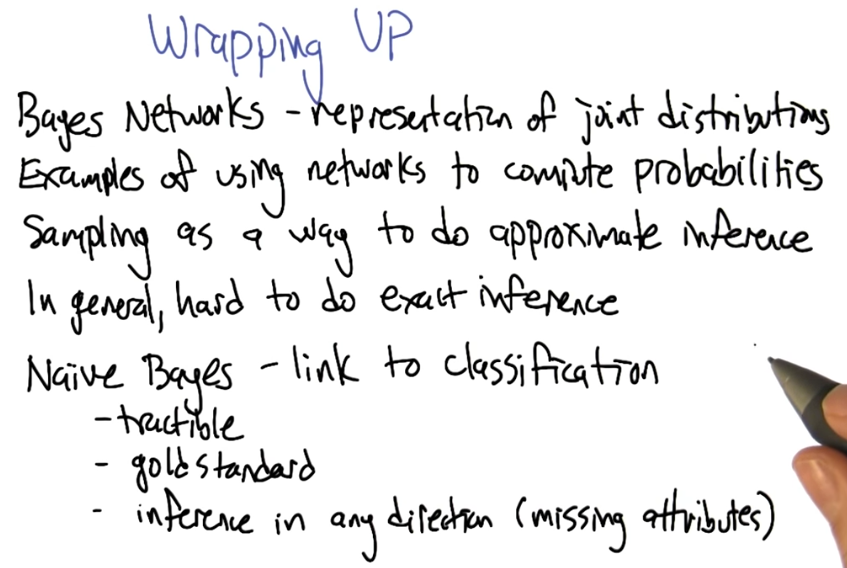 Wrapping Up
Bayes Networks - representation of joint distributions
Examples of using networks to compute probabilities
Sampling as a way to do approximate inference
In general, hard to do exact inference
Naive Bayes - link to classification
- tractible
- gold standard
- inference in any direction (missing attributes)